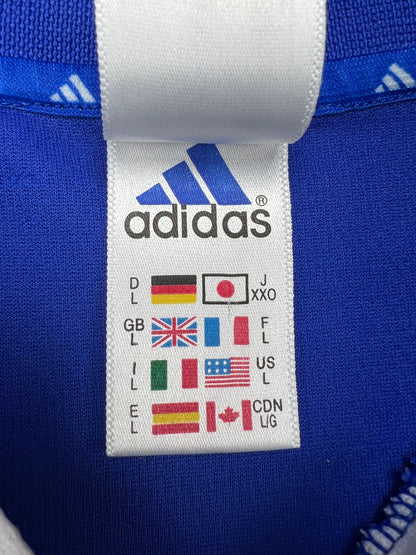 adidas®
D L J XXO
GB L F L
I L US L
E L CDN L/G